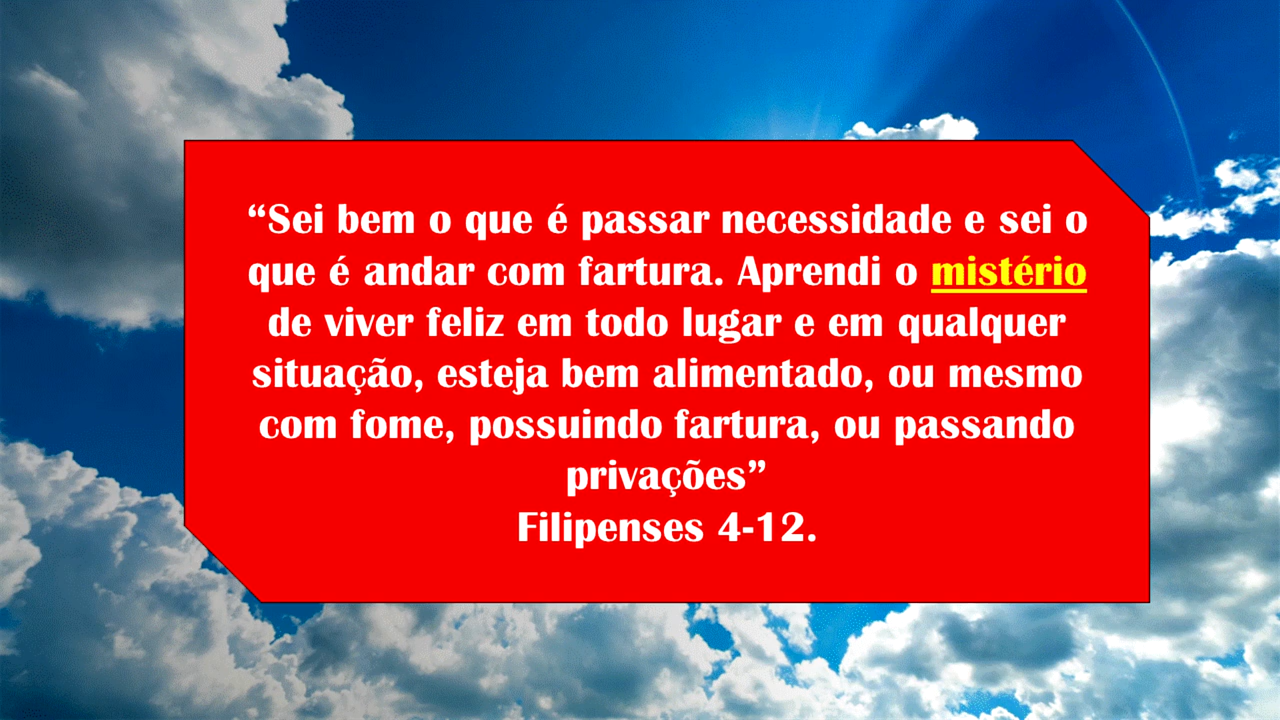 “Sei bem o que é passar necessidade e sei o
que é andar com fartura. Aprendi o mistério
de viver feliz em todo lugar e em qualquer
situação, esteja bem alimentado, ou mesmo
com fome, possuindo fartura, ou passando
privações”
Filipenses 4-12.